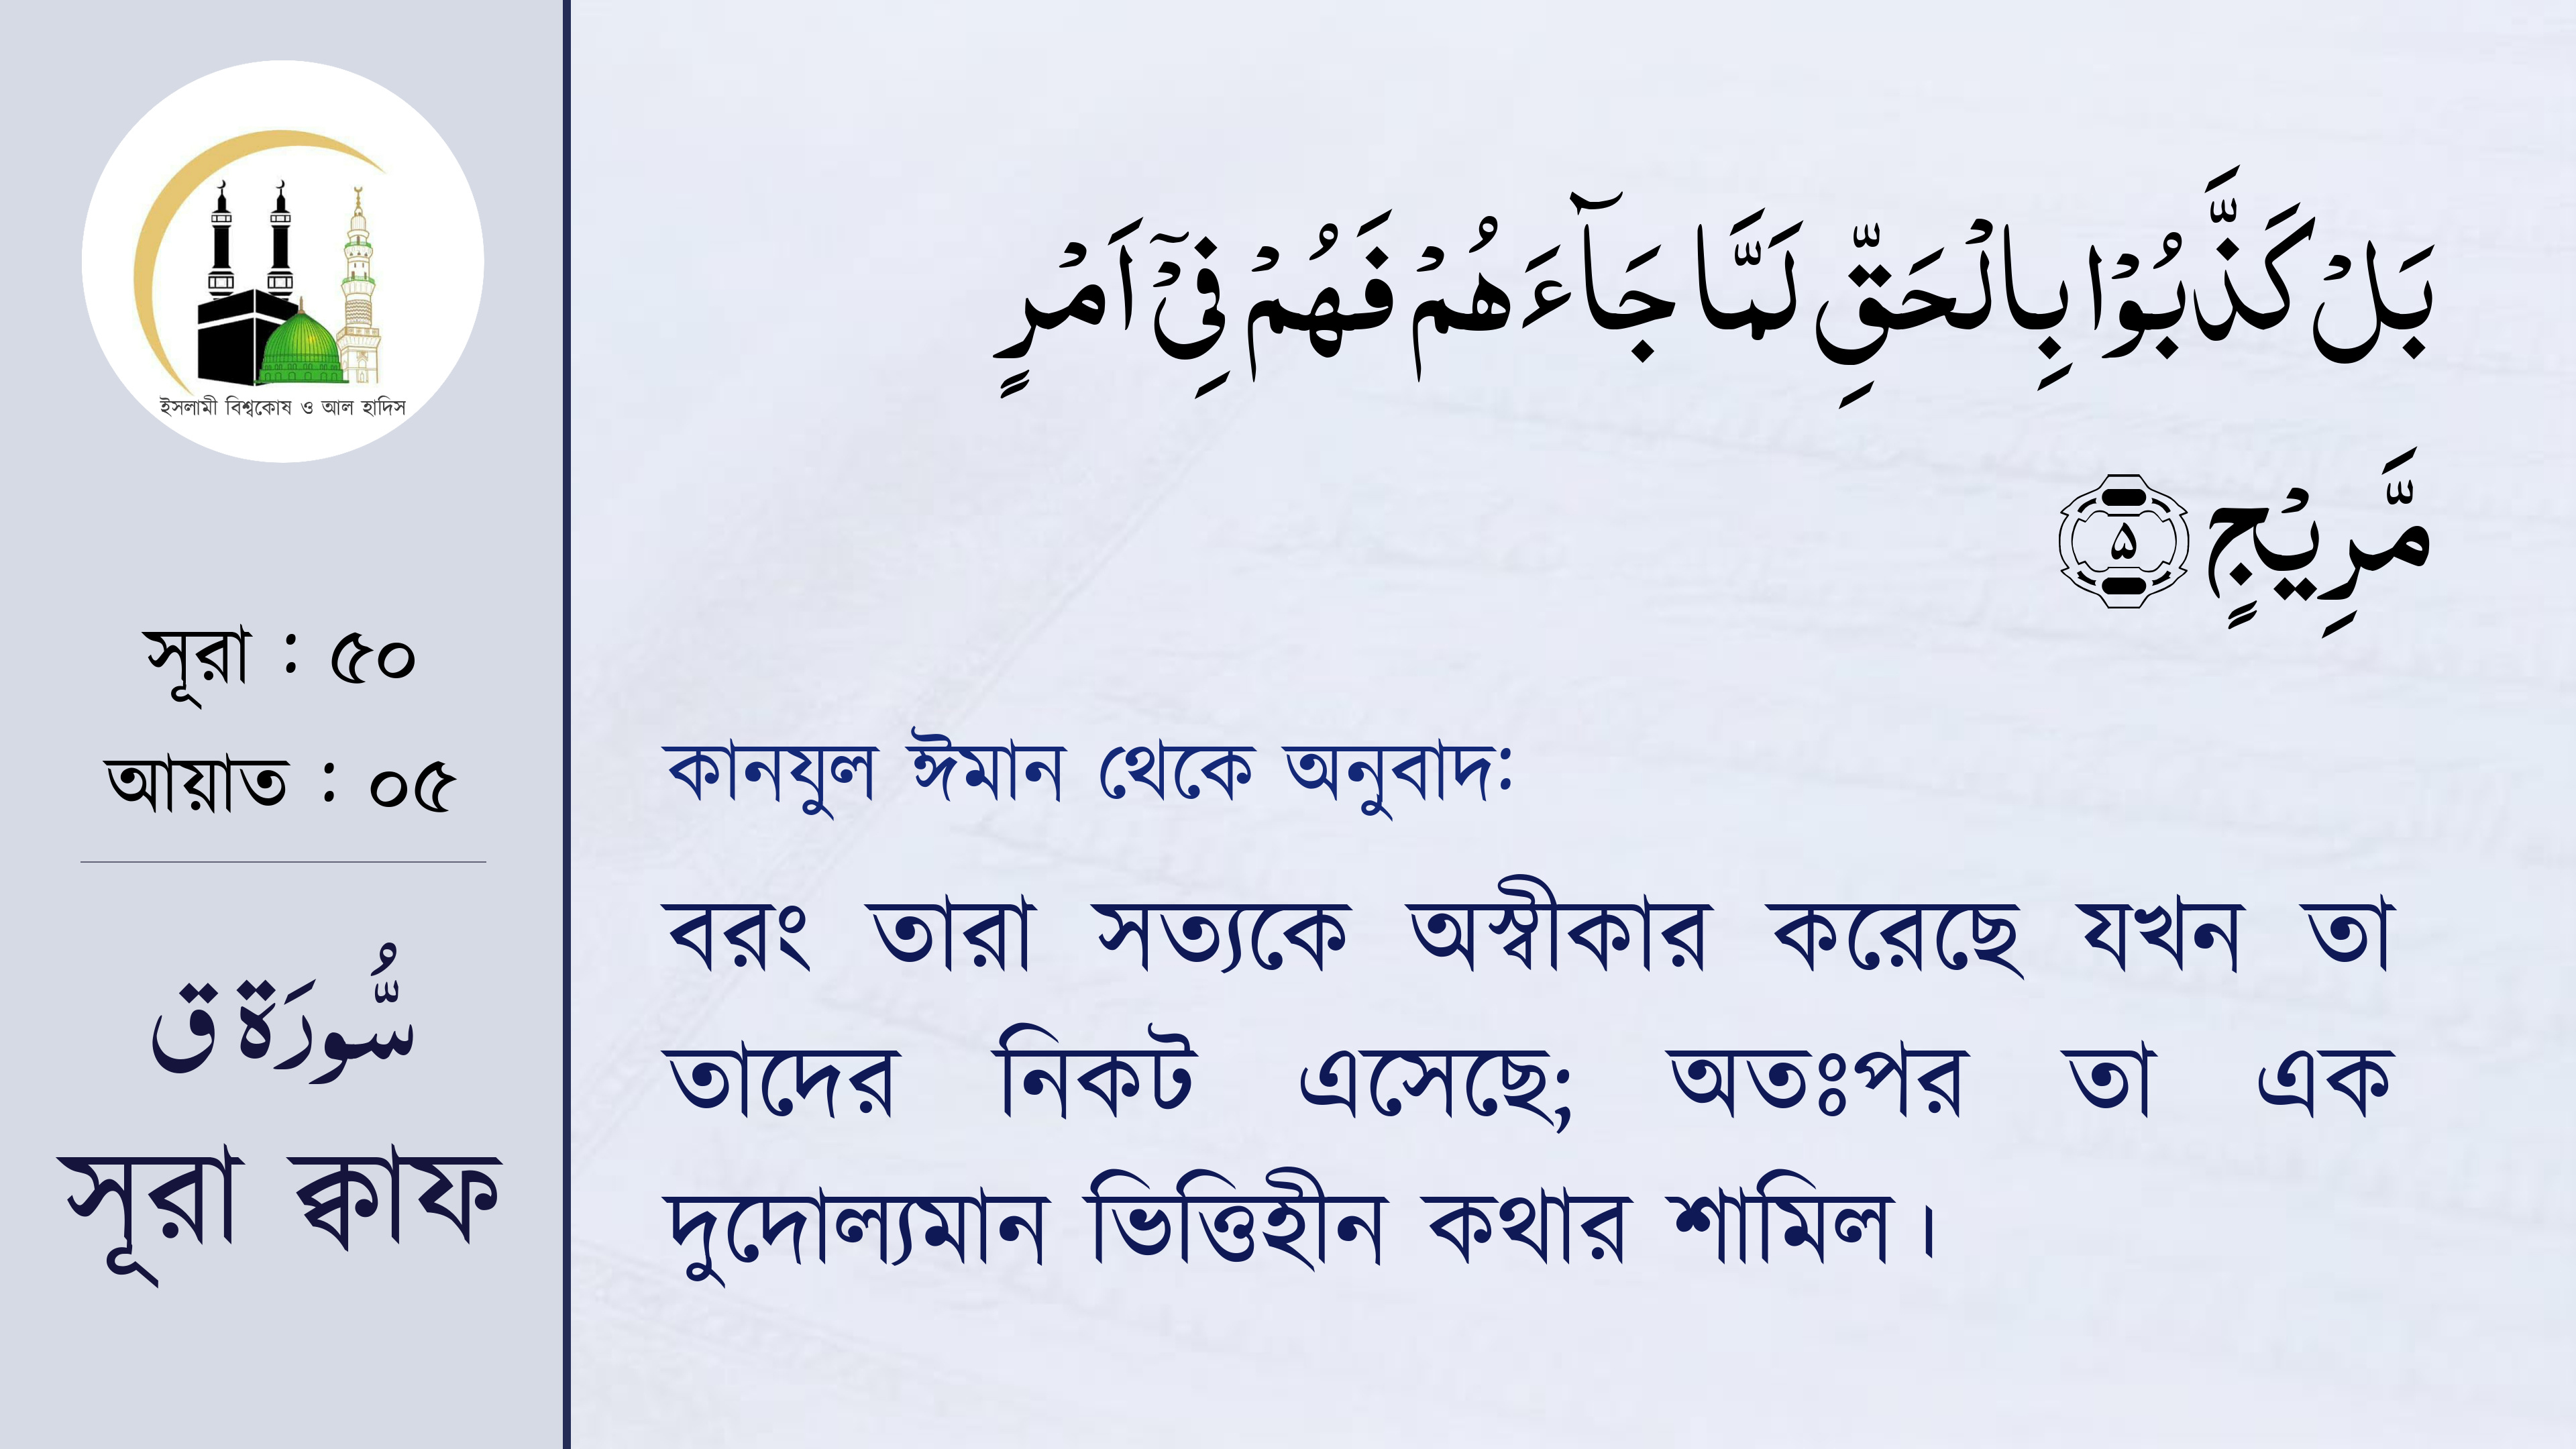 ইসলামী বিশ্বকোষ ও আল হাদিস
সূরা : ৫০
আয়াত : ০৫
سُّورَة ق
সূরা ক্বাফ
بَلْ كَذَّبُوْا بِالْحَقِّ لَمَّا جَآءَهُمْ فَهُمْ فِیْۤ اَمْرٍ
مَّرِیْجٍ ۵
কানযুল ঈমান থেকে অনুবাদ:
বরং তারা সত্যকে অস্বীকার করেছে যখন তা
তাদের নিকট এসেছে; অতঃপর তা এক
দুদোল্যমান ভিত্তিহীন কথার শামিল।